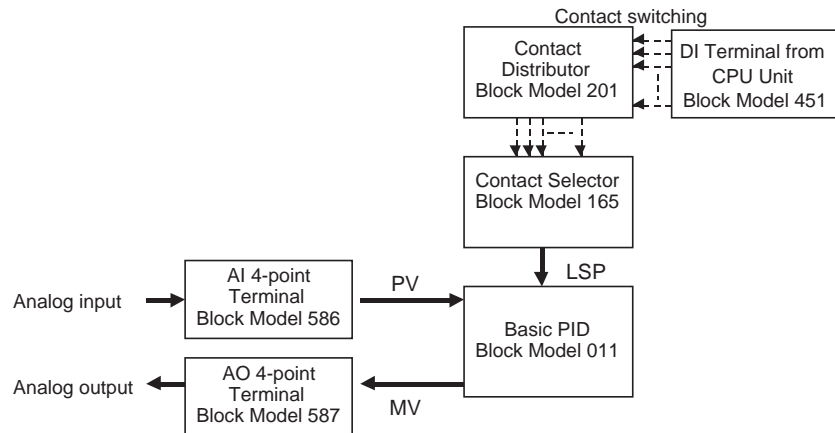 Contact switching
Contact
Distributor
Block Model 201
DI Terminal from
CPU Unit
Block Model 451
Contact Selector
Block Model 165
LSP
Analog input
AI 4-point
Terminal
Block Model 586
PV
Basic PID
Block Model 011
Analog output
AO 4-point
Terminal
Block Model 587
MV